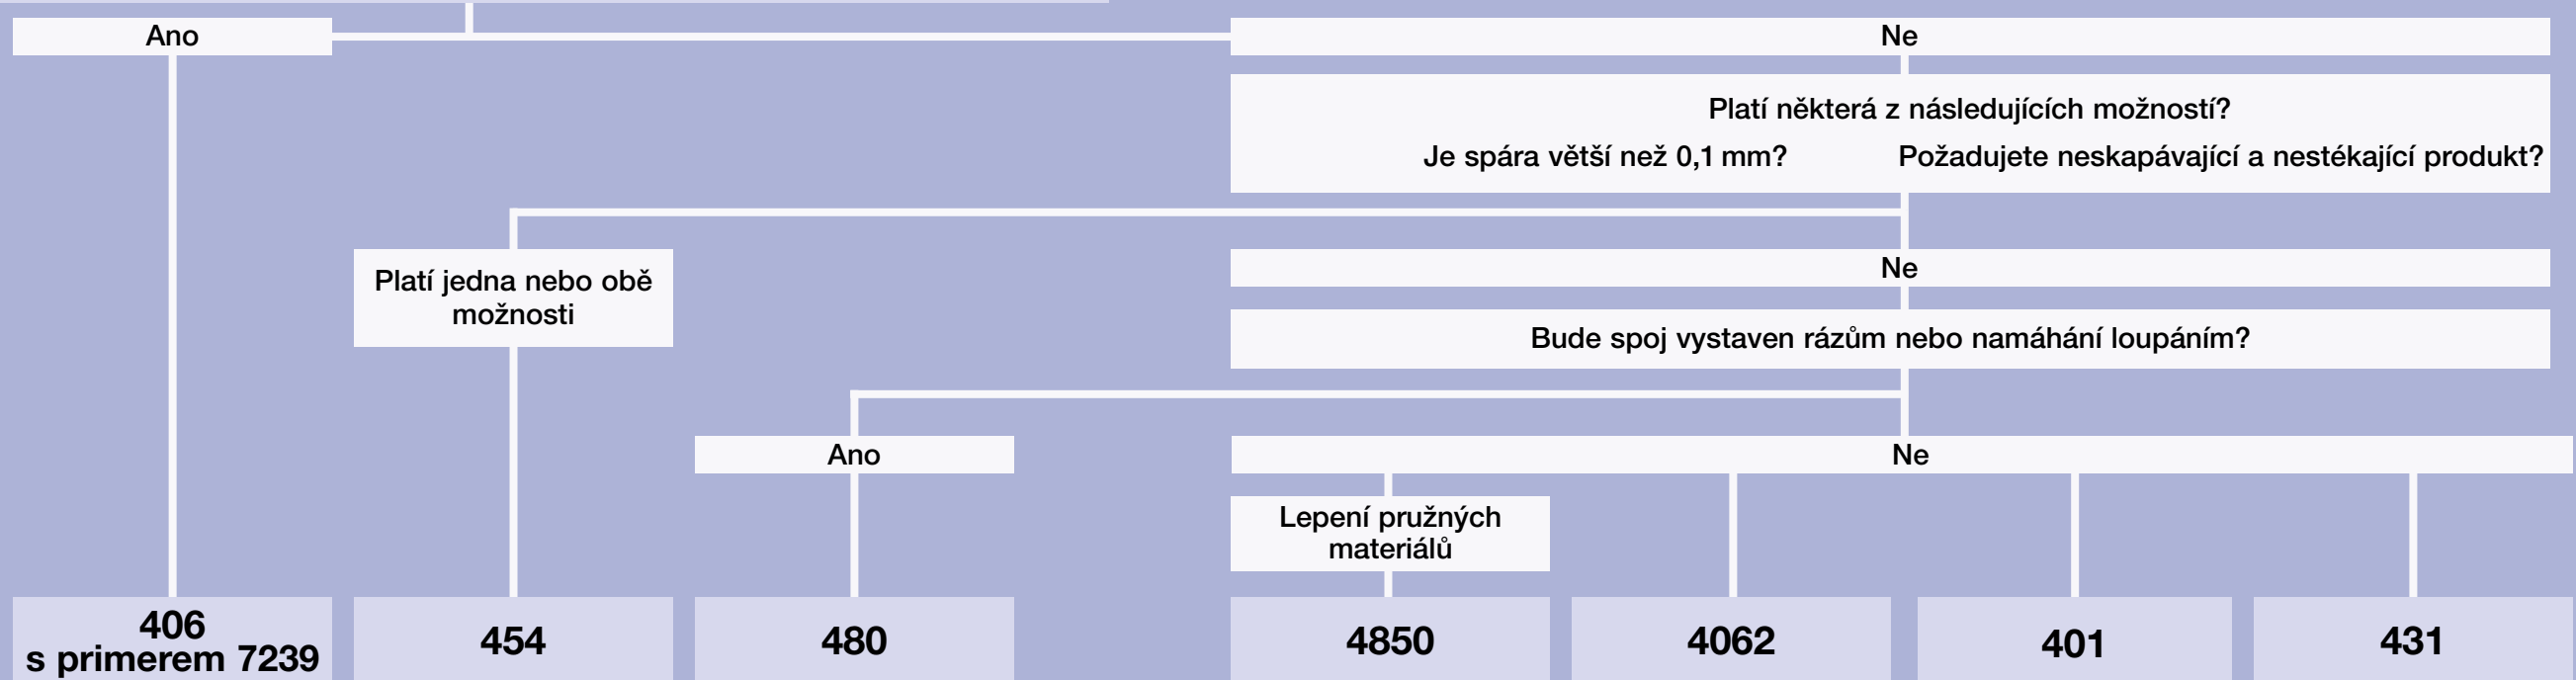 Ano
Ne
Platí některá z následujících možností?
Je spára větší než 0,1 mm?
Požadujete neskapávající a nestékající produkt?
Platí jedna nebo obě
možnosti
Ne
Bude spoj vystaven rázům nebo namáhání loupáním?
Ano
Ne
Lepení pružných
materiálů
406
s primerem 7239
454
480
4850
4062
401
431